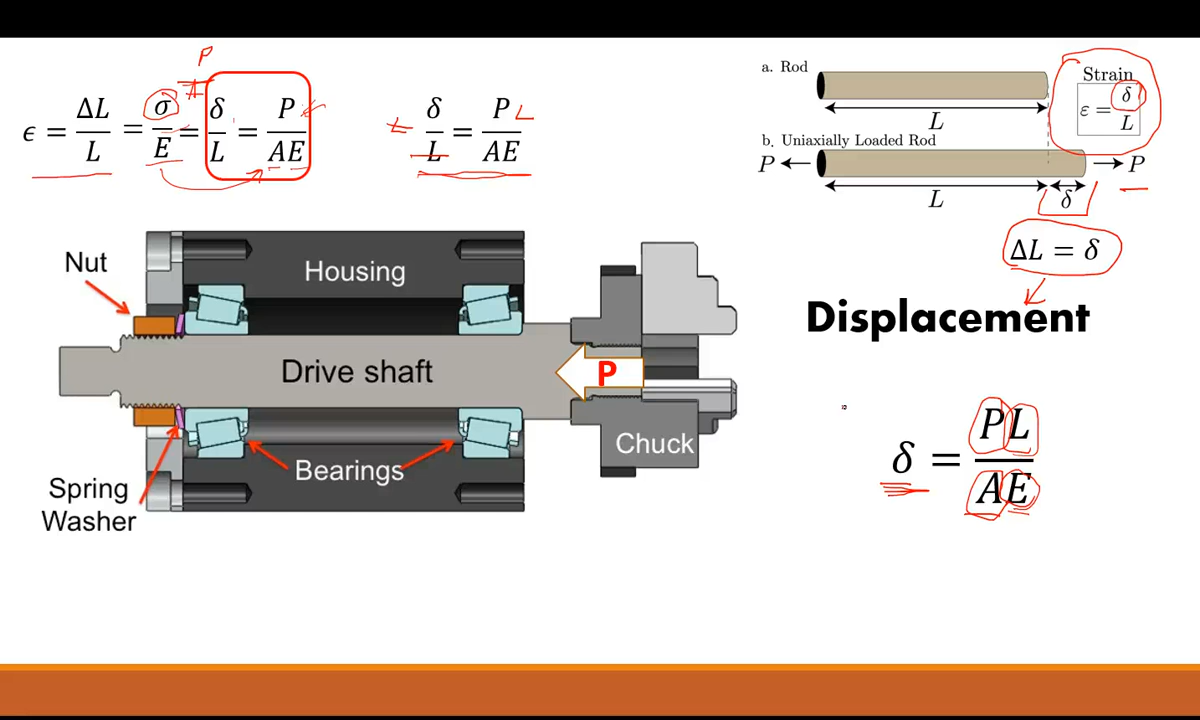 P
ϵ = ΔL/L = σ/E = δ/L = P/AE
δ/L = P/AE
L
a. Rod
L
b. Uniaxially Loaded Rod
P
P
L
δ
Strain
ε = δ/L
ΔL = δ
Displacement
δ = PL/AE
Nut
Housing
Drive shaft
P
Chuck
Bearings
Spring
Washer